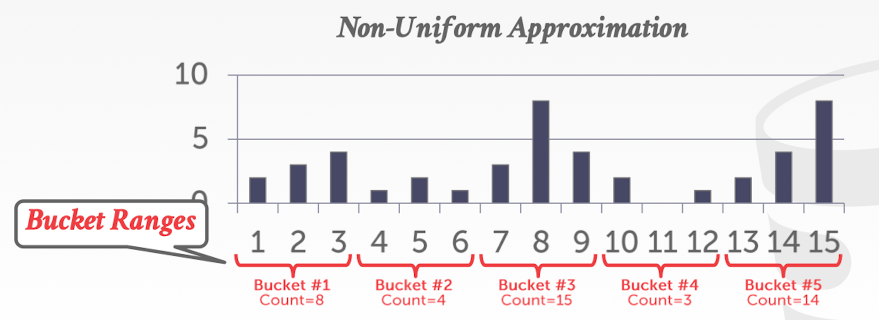 Non-Uniform Approximation
10
5
0
Bucket Ranges
1 2 3 4 5 6 7 8 9 10 11 12 13 14 15
Bucket #1 Bucket #2 Bucket #3 Bucket #4 Bucket #5
Count=8 Count=4 Count=15 Count=3 Count=14